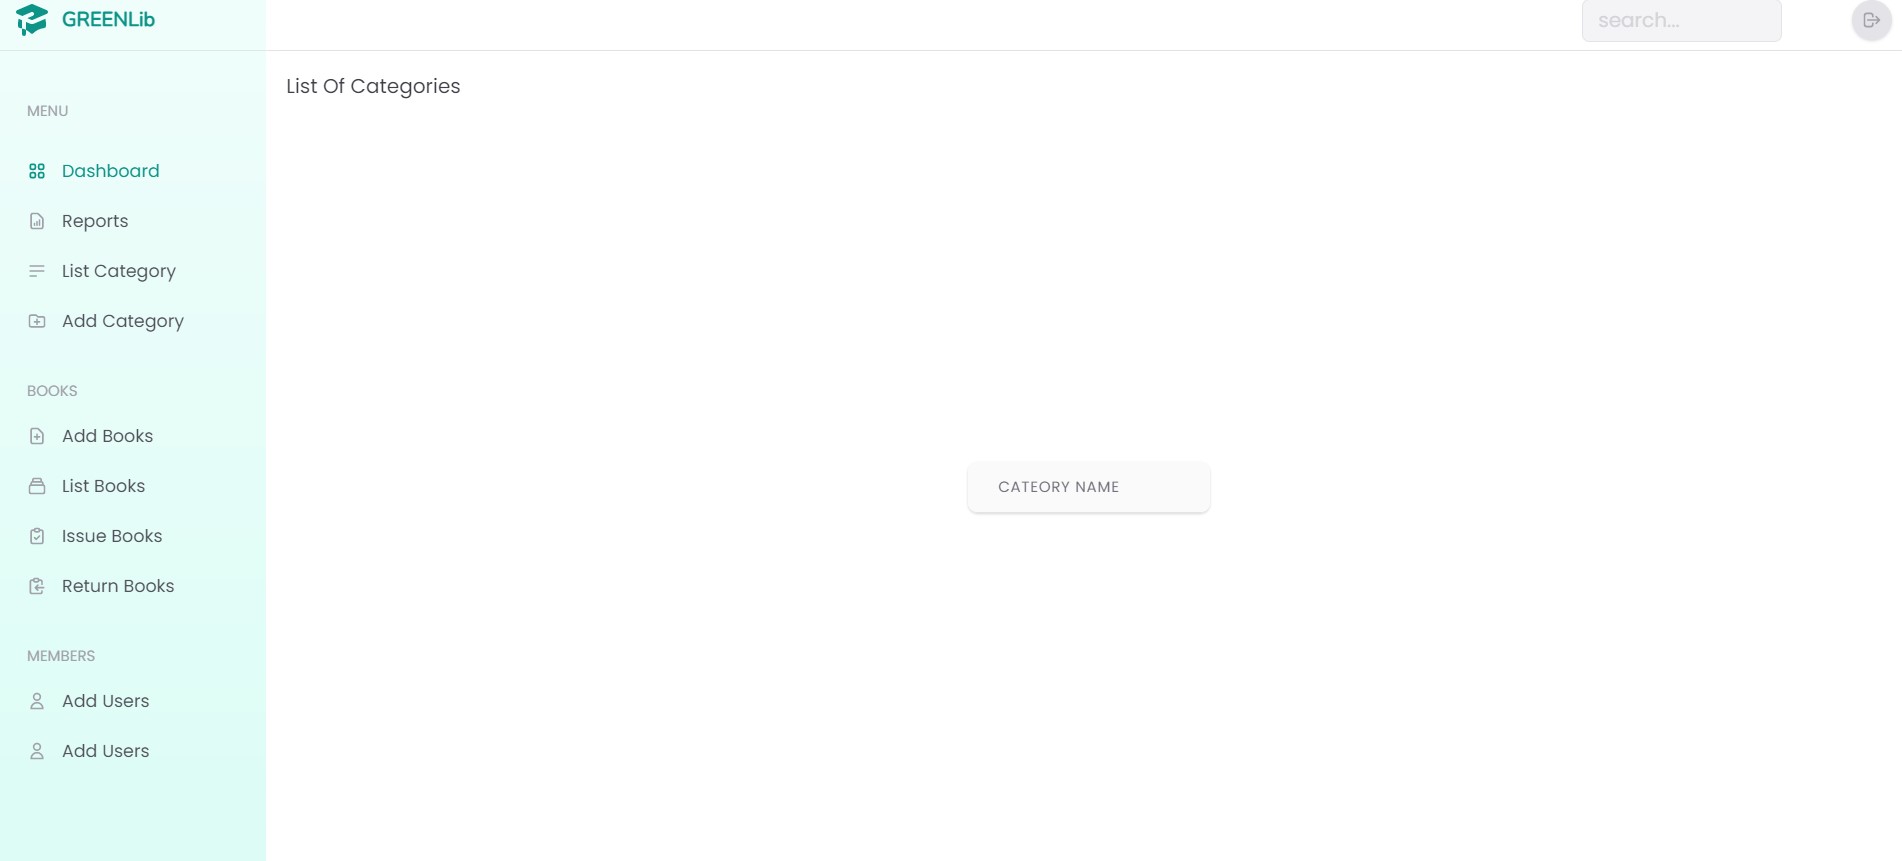 GREENLib
search...
List Of Categories
MENU
Dashboard
Reports
List Category
Add Category
BOOKS
Add Books
List Books
Issue Books
Return Books
MEMBERS
Add Users
Add Users
CATEORY NAME